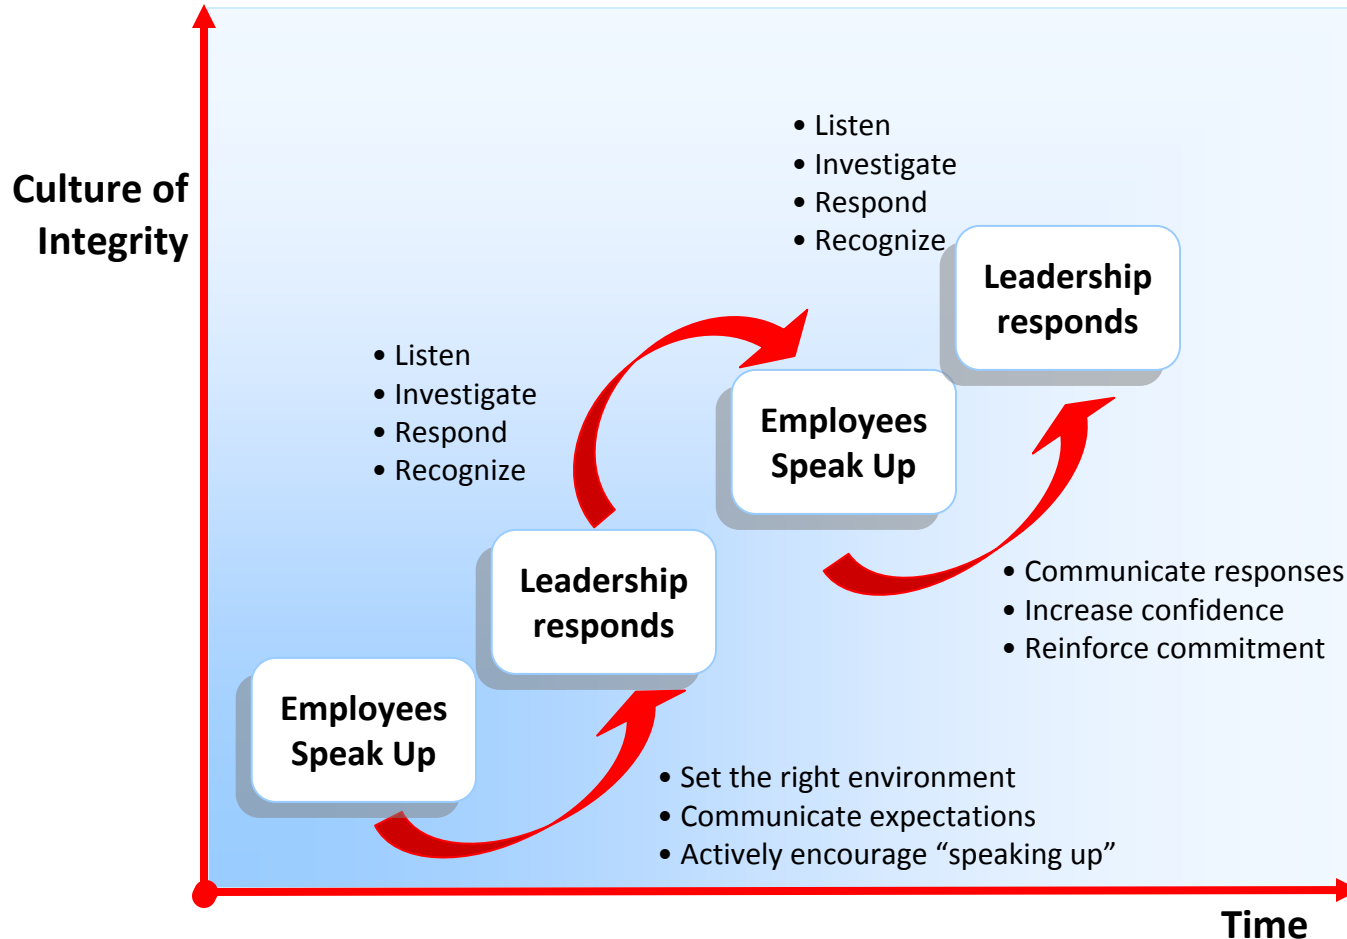 Culture of
Integrity
• Listen
• Investigate
• Respond
• Recognize
Leadership
responds
• Listen
• Investigate
• Respond
• Recognize
Employees
Speak Up
Leadership
responds
• Communicate responses
• Increase confidence
• Reinforce commitment
Employees
Speak Up
• Set the right environment
• Communicate expectations
• Actively encourage “speaking up”
Time